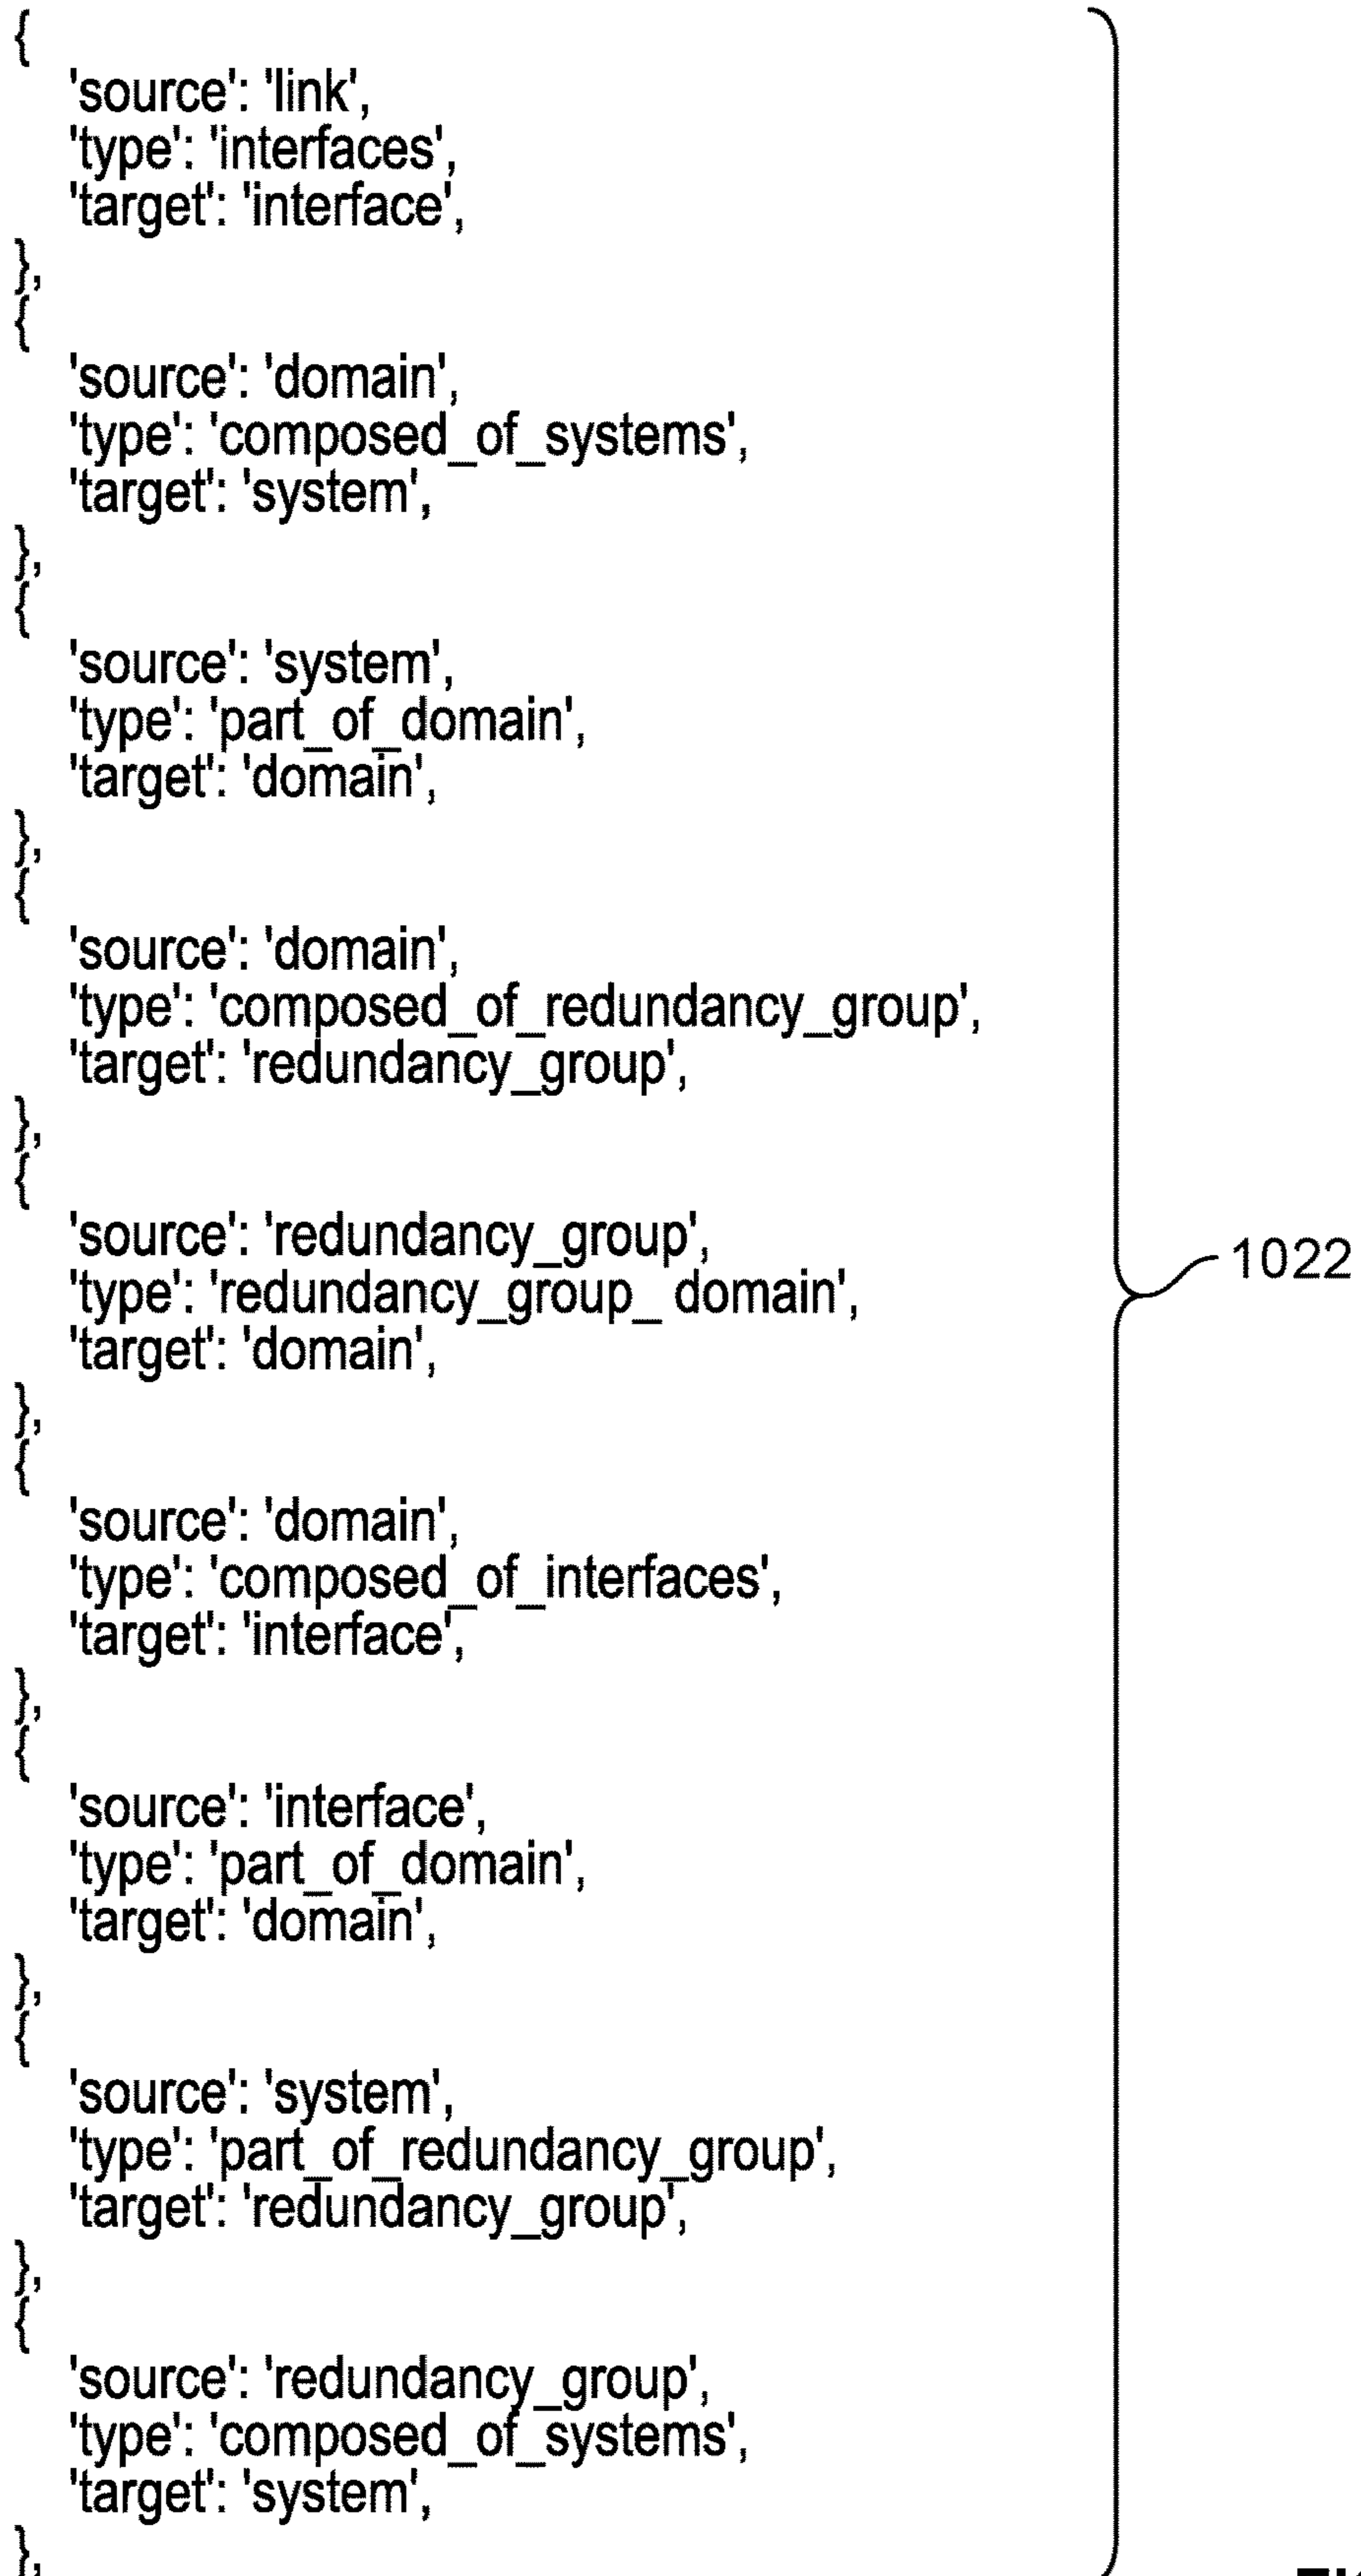 {
'source': 'link',
'type': 'interfaces',
'target': 'interface',
},
{
'source': 'domain',
'type': 'composed_of_systems',
'target': 'system',
},
{
'source': 'system',
'type': 'part_of_domain',
'target': 'domain',
},
{
'source': 'domain',
'type': 'composed_of_redundancy_group',
'target': 'redundancy_group',
},
{
'source': 'redundancy_group',
'type': 'redundancy_group_ domain',
'target': 'domain',
},
{
'source': 'domain',
'type': 'composed_of_interfaces',
'target': 'interface',
},
{
'source': 'interface',
'type': 'part_of_domain',
'target': 'domain',
},
{
'source': 'system',
'type': 'part_of_redundancy_group',
'target': 'redundancy_group',
},
{
'source': 'redundancy_group',
'type': 'composed_of_systems',
'target': 'system',
},
1022